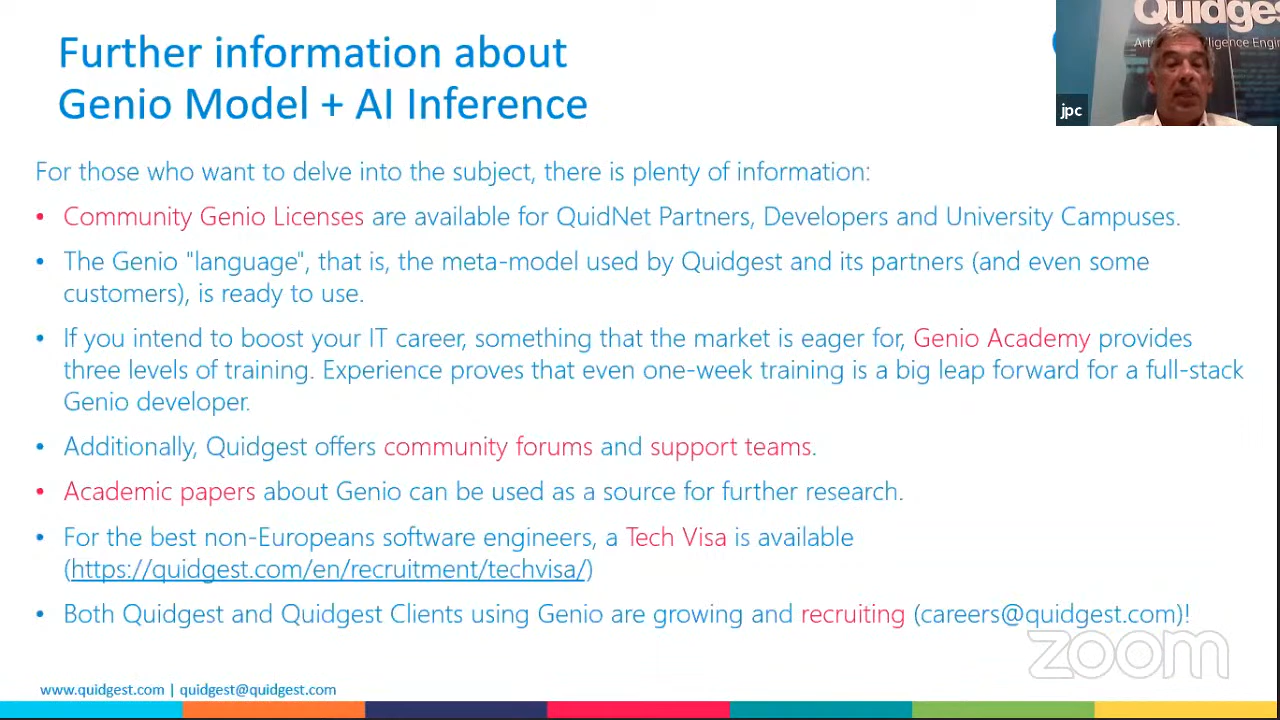 Further information about
Genio Model + AI Inference
Quidges
jpc
For those who want to delve into the subject, there is plenty of information:
• Community Genio Licenses are available for QuidNet Partners, Developers and University Campuses.
• The Genio "language", that is, the meta-model used by Quidgest and its partners (and even some
customers), is ready to use.
• If you intend to boost your IT career, something that the market is eager for, Genio Academy provides
three levels of training. Experience proves that even one-week training is a big leap forward for a full-stack
Genio developer.
• Additionally, Quidgest offers community forums and support teams.
• Academic papers about Genio can be used as a source for further research.
• For the best non-Europeans software engineers, a Tech Visa is available
(https://quidgest.com/en/recruitment/techvisa/)
• Both Quidgest and Quidgest Clients using Genio are growing and recruiting (careers@quidgest.com)!
zoom
www.quidgest.com | quidgest@quidgest.com